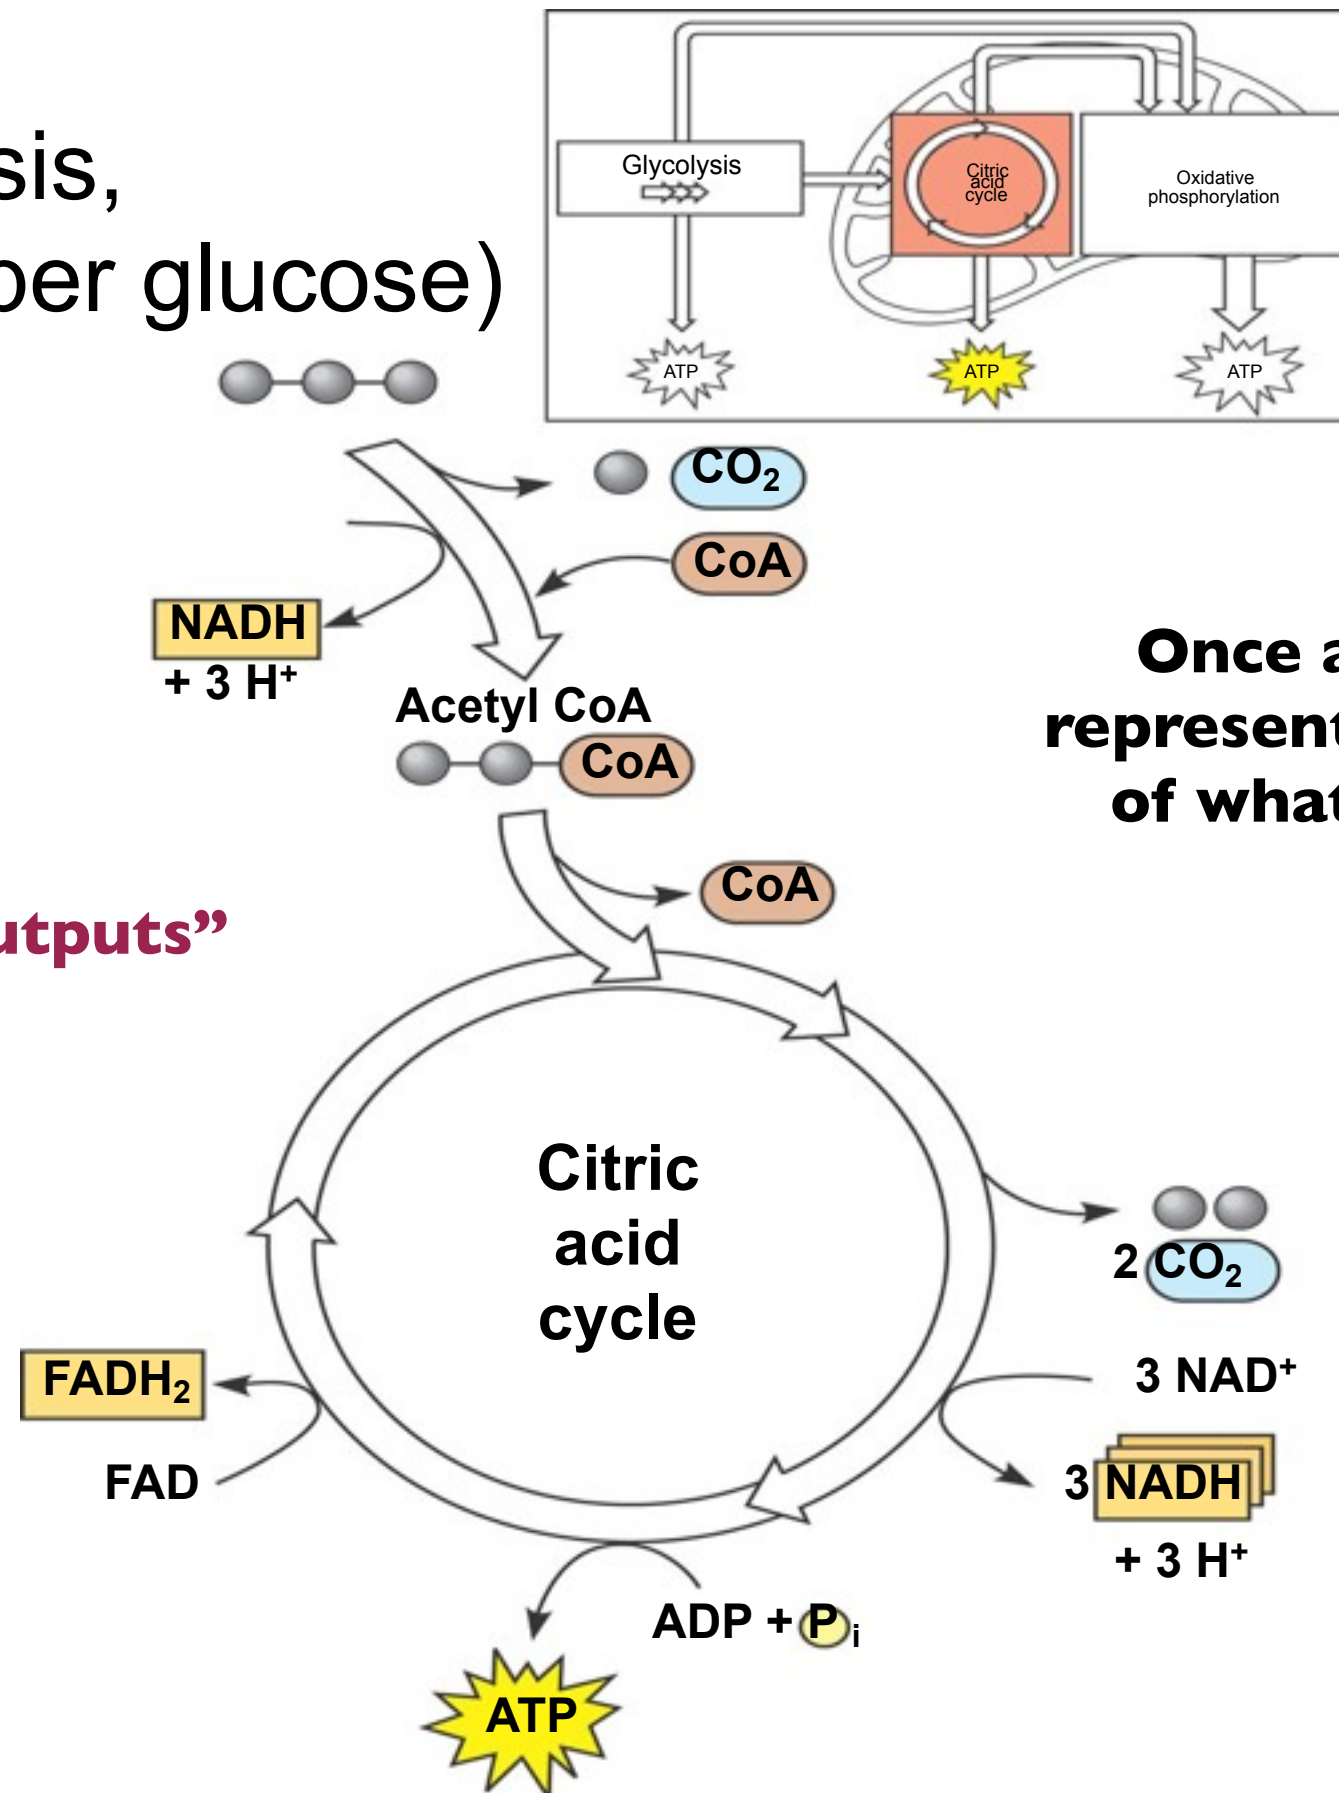 sis,
per glucose)
Glycolysis
Citric
acid
cycle
Oxidative
phosphorylation
ATP
ATP
ATP
CO₂
CoA
NADH
+ 3 H⁺
Acetyl CoA
CoA
Once a
represent
of what
CoA
utputs”
Citric
acid
cycle
2 CO₂
3 NAD⁺
3 NADH
+ 3 H⁺
FADH₂
FAD
ADP + Pᵢ
ATP